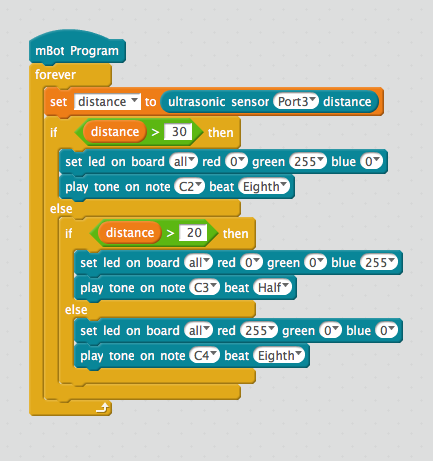 mBot Program
forever
set distance to ultrasonic sensor Port3 distance
if distance > 30 then
set led on board all red 0 green 255 blue 0
play tone on note C2 beat Eighth
else
if distance > 20 then
set led on board all red 0 green 0 blue 255
play tone on note C3 beat Half
else
set led on board all red 255 green 0 blue 0
play tone on note C4 beat Eighth